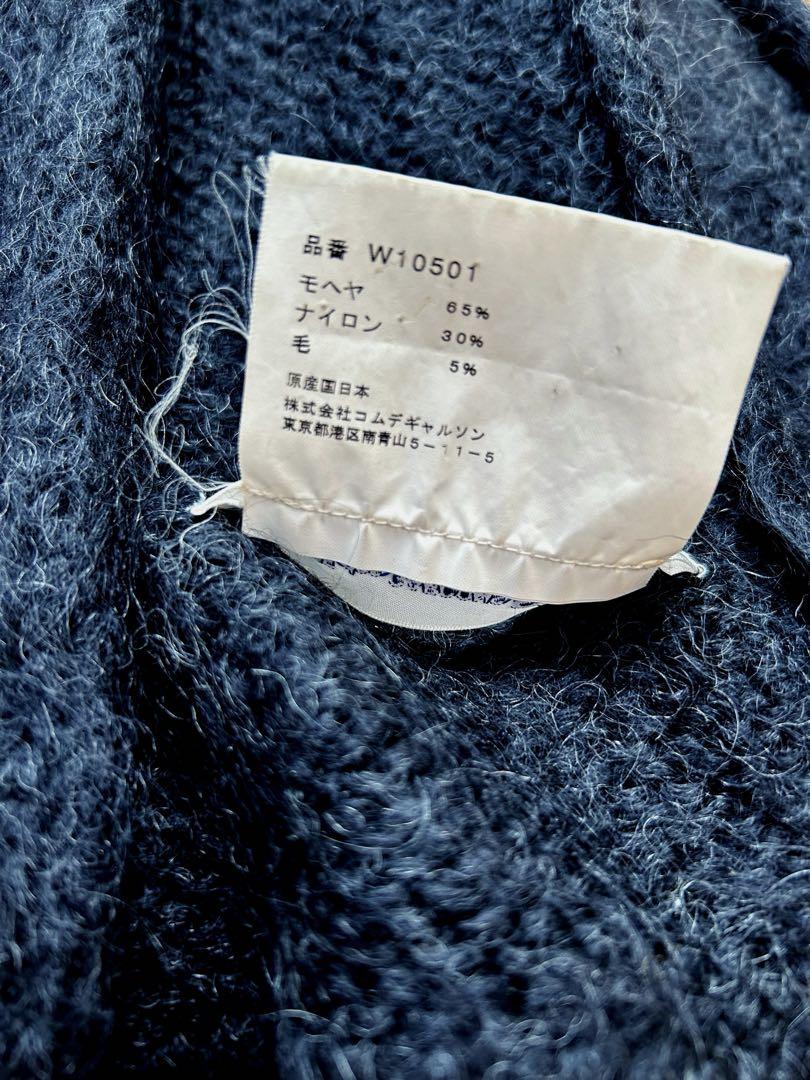 品番 W10501
モヘヤ 65%
ナイロン 30%
毛 5%
原産国日本
株式会社コムデギャルソン
東京都港区南青山5−11−5